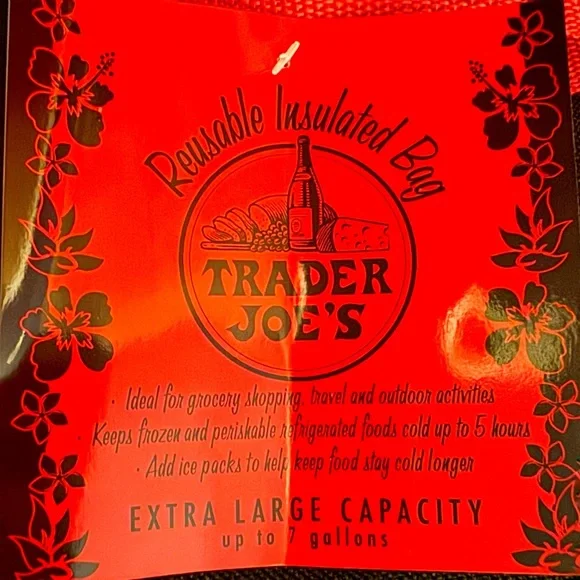 Reusable Insulated Bag
TRADER
JOE'S
· Ideal for grocery shopping, travel and outdoor activities
· Keeps frozen and perishable refrigerated foods cold up to 5 hours
· Add ice packs to help keep food stay cold longer
EXTRA LARGE CAPACITY
up to 7 gallons